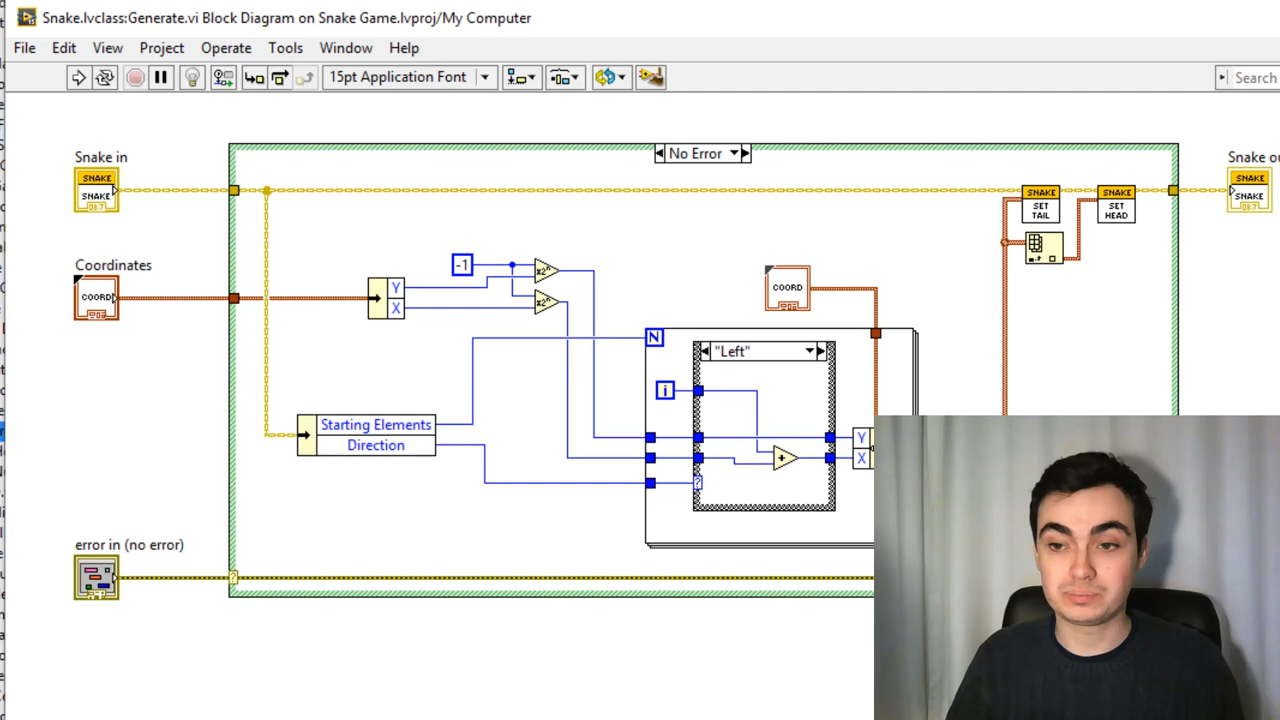 Snake.lvclass:Generate.vi Block Diagram on Snake Game.lvproj/My Computer
File Edit View Project Operate Tools Window Help
15pt Application Font
Search
No Error
Snake in
Snake ou
SNAKE
SNAKE
SNAKE
SET
TAIL
SNAKE
SET
HEAD
SNAKE
SNAKE
Coordinates
COORD
-1
Y
X
x2ⁿ
x2ⁿ
COORD
N
"Left"
i
Starting Elements
Direction
Y
X
+
?
error in (no error)
?